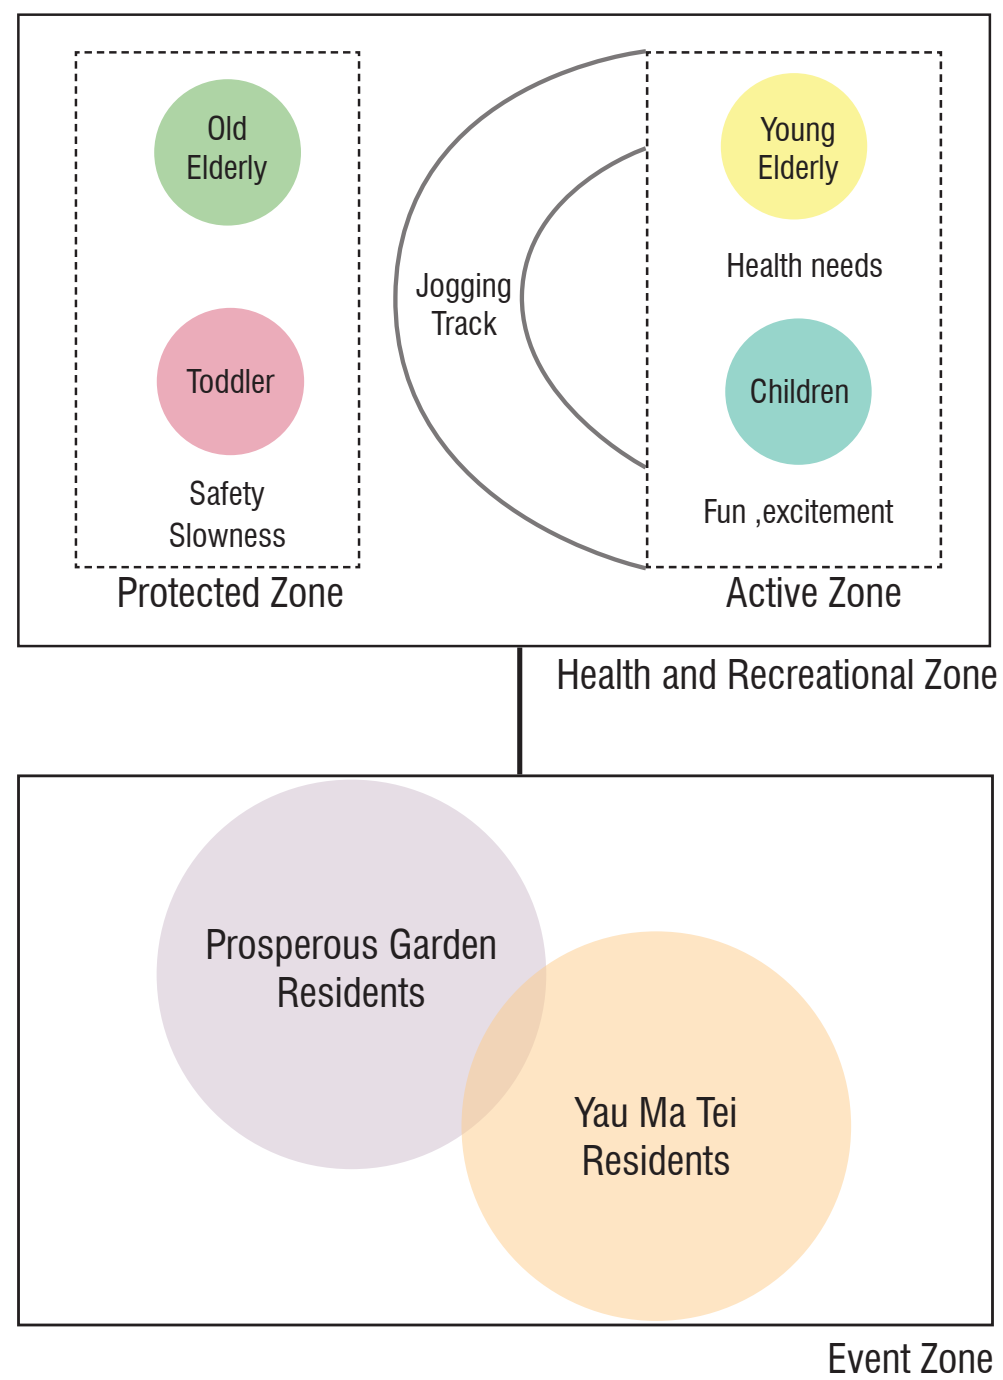 Old
Elderly
Toddler
Safety
Slowness
Protected Zone
Jogging
Track
Young
Elderly
Health needs
Children
Fun ,excitement
Active Zone
Health and Recreational Zone
Prosperous Garden
Residents
Yau Ma Tei
Residents
Event Zone